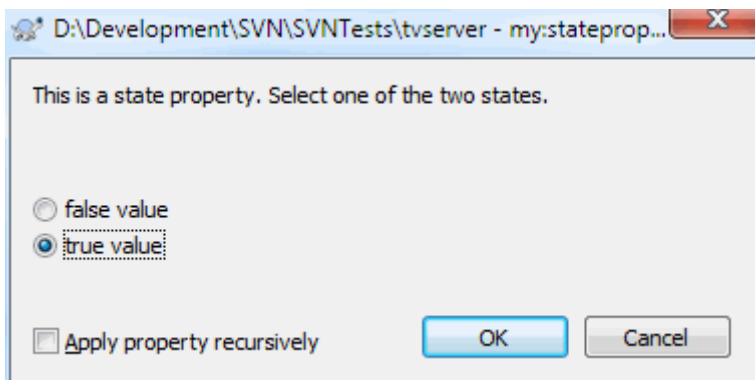 D:\Development\SVN\SVNTests\tvserver - my:stateprop...
This is a state property. Select one of the two states.
false value
true value
Apply property recursively
OK
Cancel